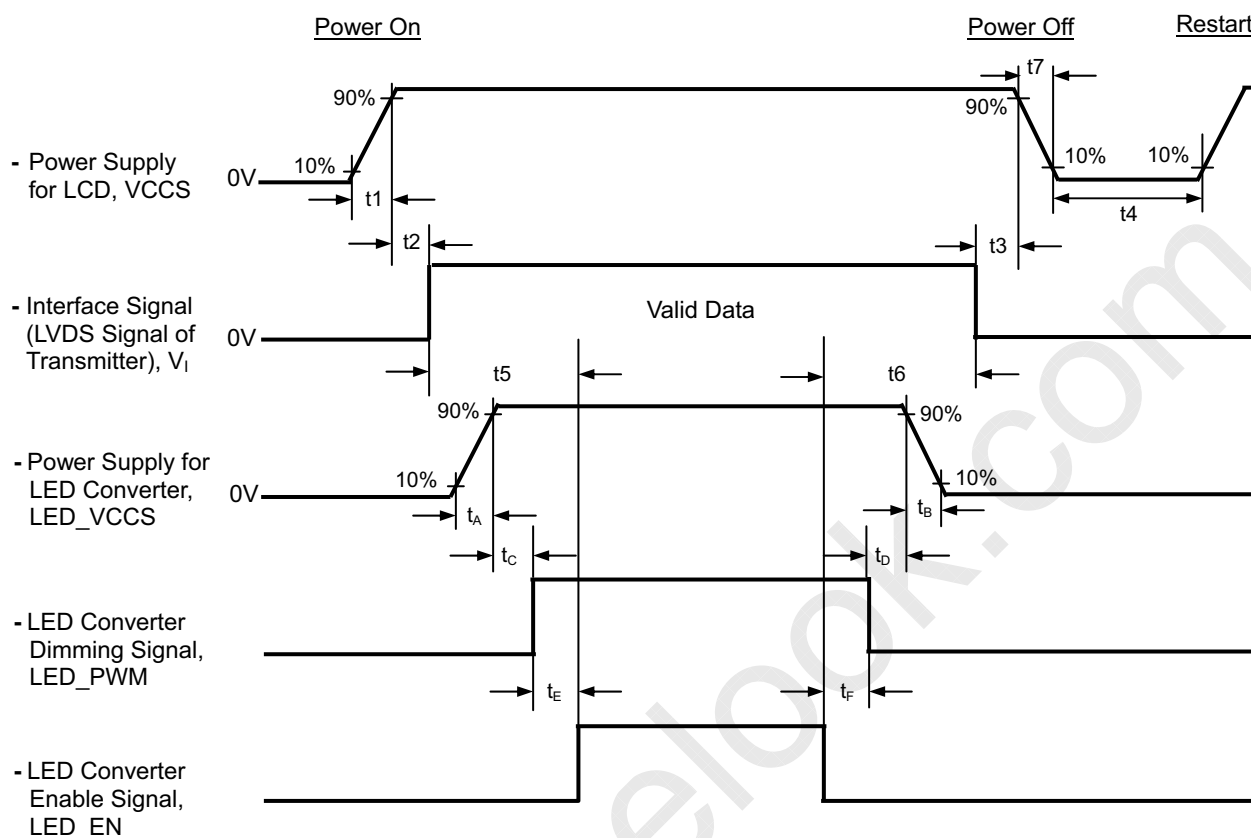 Power On
Power Off
Restart
t7
90%
90%
- Power Supply
for LCD, VCCS
0V
10%
10%
10%
t1
t4
t2
t3
- Interface Signal
(LVDS Signal of
Transmitter), VI
0V
Valid Data
t5
t6
90%
90%
- Power Supply for
LED Converter,
LED_VCCS
0V
10%
10%
tA
tB
tC
tD
- LED Converter
Dimming Signal,
LED_PWM
tE
tF
- LED Converter
Enable Signal,
LED_EN
elook.com